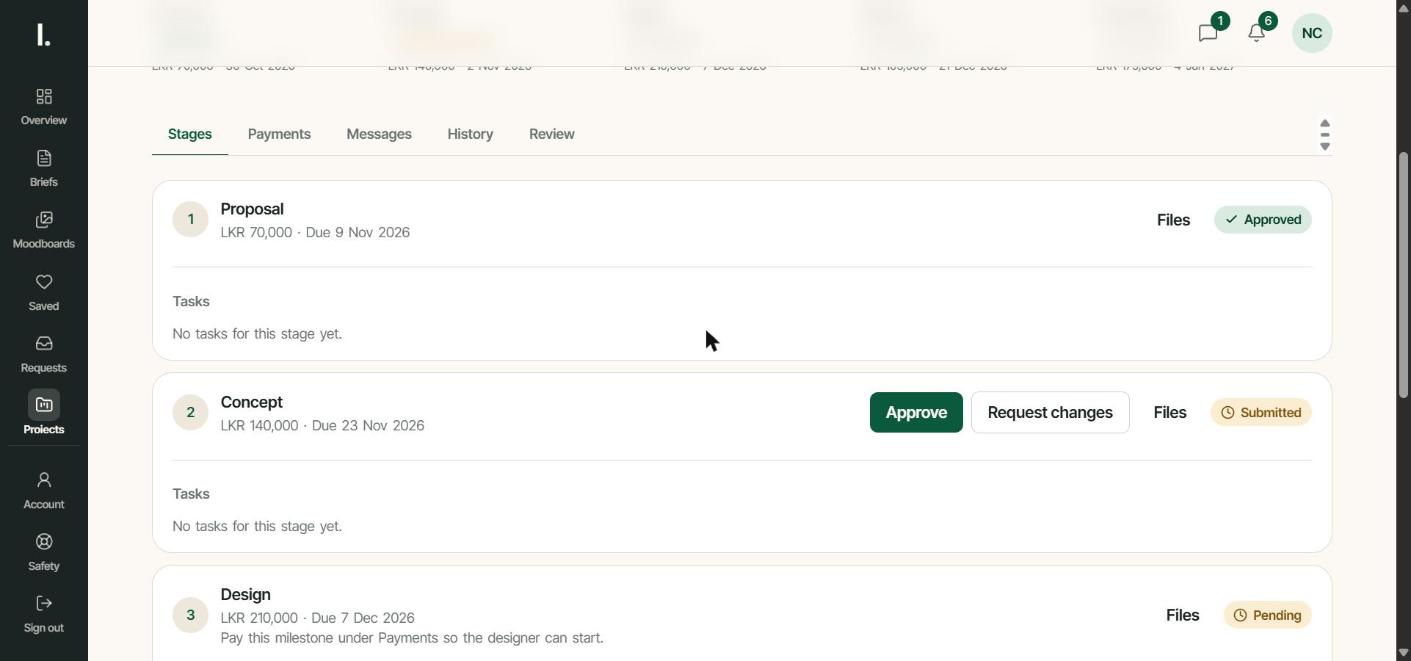 l.
1
6
NC
Overview
Briefs
Moodboards
Saved
Requests
Projects
Account
Safety
Sign out
Stages
Payments
Messages
History
Review
1
Proposal
LKR 70,000 · Due 9 Nov 2026
Files
Approved
Tasks
No tasks for this stage yet.
2
Concept
LKR 140,000 · Due 23 Nov 2026
Approve
Request changes
Files
Submitted
Tasks
No tasks for this stage yet.
3
Design
LKR 210,000 · Due 7 Dec 2026
Pay this milestone under Payments so the designer can start.
Files
Pending